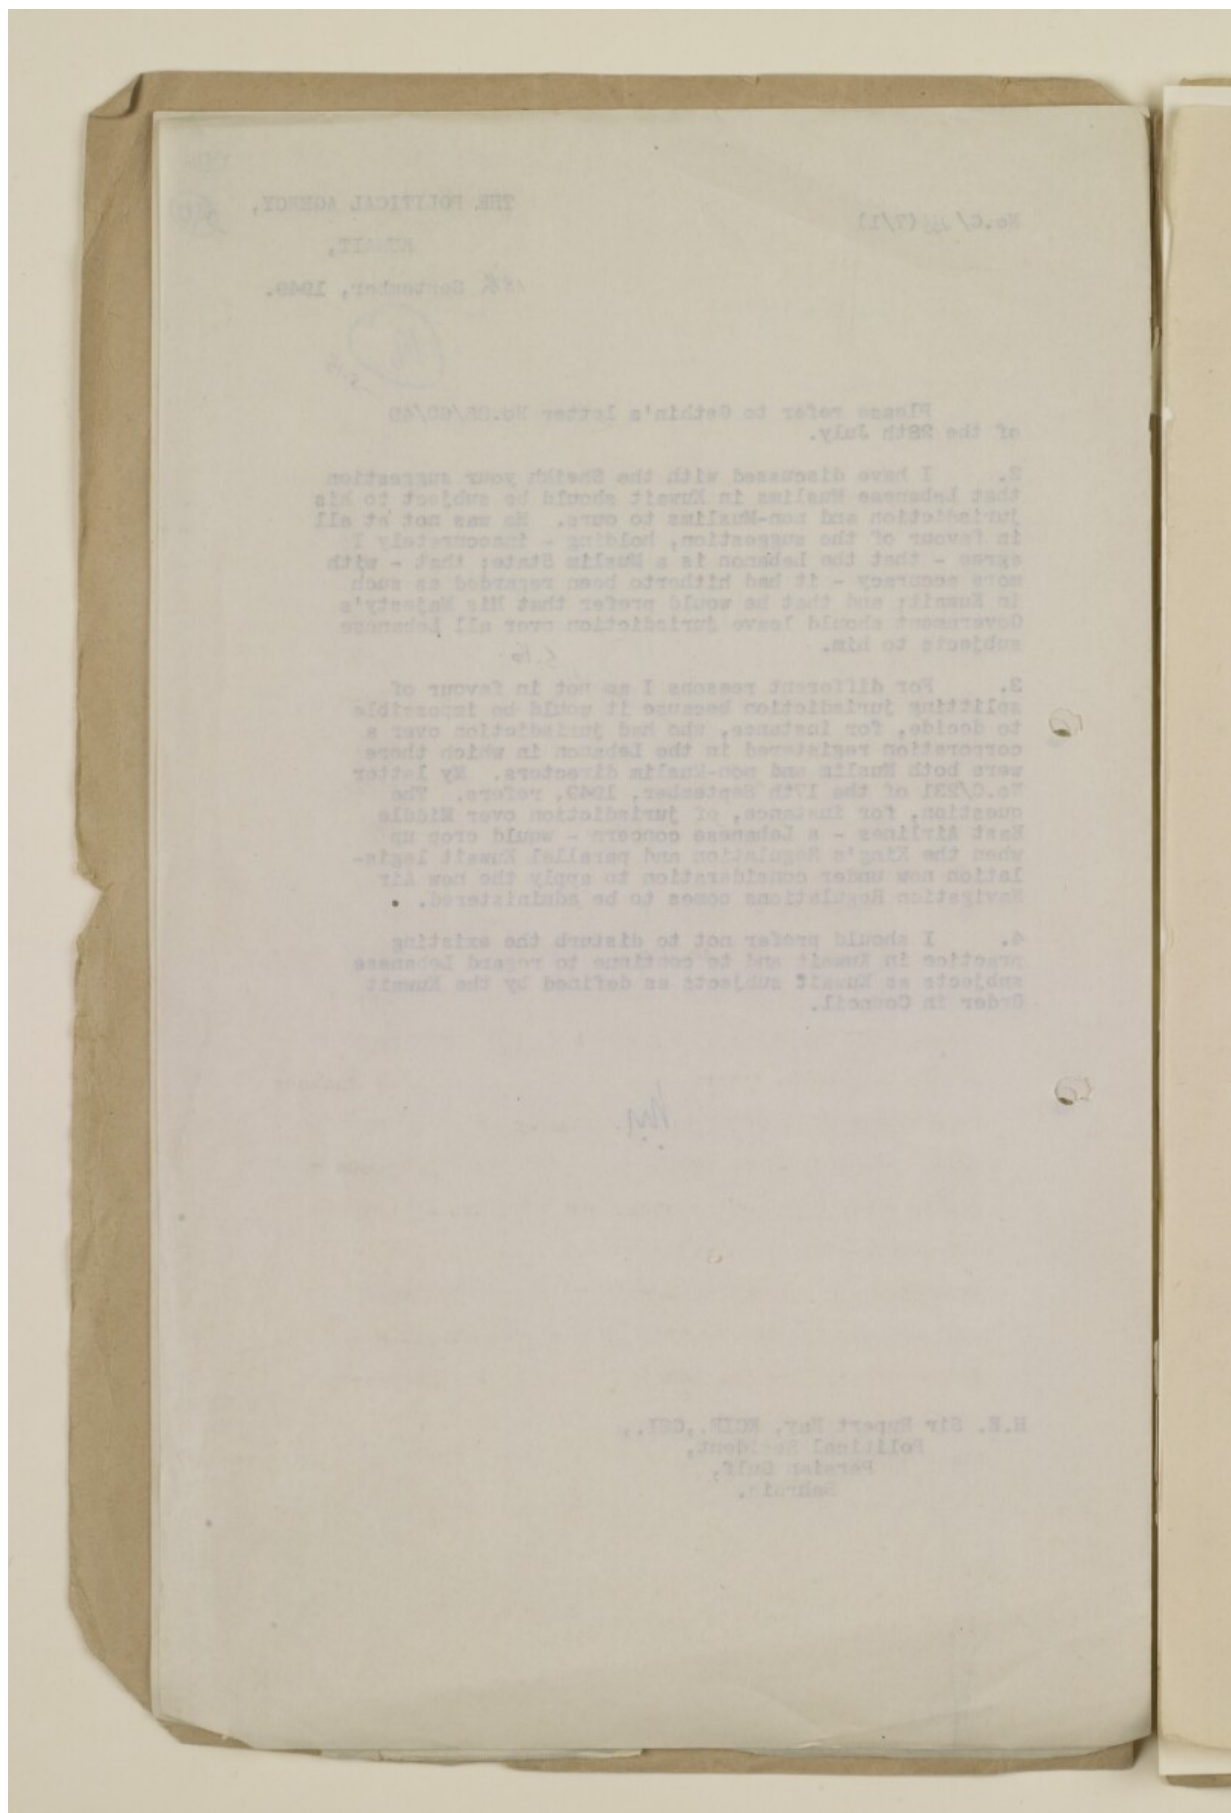 THE POLITICAL AGENCY,
No.C/ (7/1)
KUWAIT,
18th September, 1949.
Please refer to Gethin's letter
of the 28th July.
2. I have discussed with the Sheikh your suggestion
that Lebanese Muslims in Kuwait should be subject to his
jurisdiction and non-Muslims to ours. He was not at all
in favour of the suggestion, holding - inaccurately I
agree - that the Lebanon is a Muslim State; that - with
more accuracy - it had hitherto been regarded as such
in Kuwait; and that he would prefer that His Majesty's
Government should leave jurisdiction over all Lebanese
subjects to him.
3. For different reasons I am not in favour of
splitting jurisdiction because it would be impossible
to decide, for instance, who had jurisdiction over a
corporation registered in the Lebanon in which there
were both Muslim and non-Muslim directors. My letter
No.C/231 of the 17th September, 1949, refers. The
question, for instance, of jurisdiction over Middle
East Airlines - a Lebanese concern - would crop up
when the King's Regulation and parallel Kuwait legis-
lation now under consideration to apply the new Air
Navigation Regulations comes to be administered.
4. I should prefer not to disturb the existing
practice in Kuwait and to continue to regard Lebanese
subjects as Kuwait subjects as defined by the Kuwait
Order in Council.
H.E. Sir Rupert Hay, KCIE.,CSI.,
Political Resident,
Persian Gulf,
Bahrain.